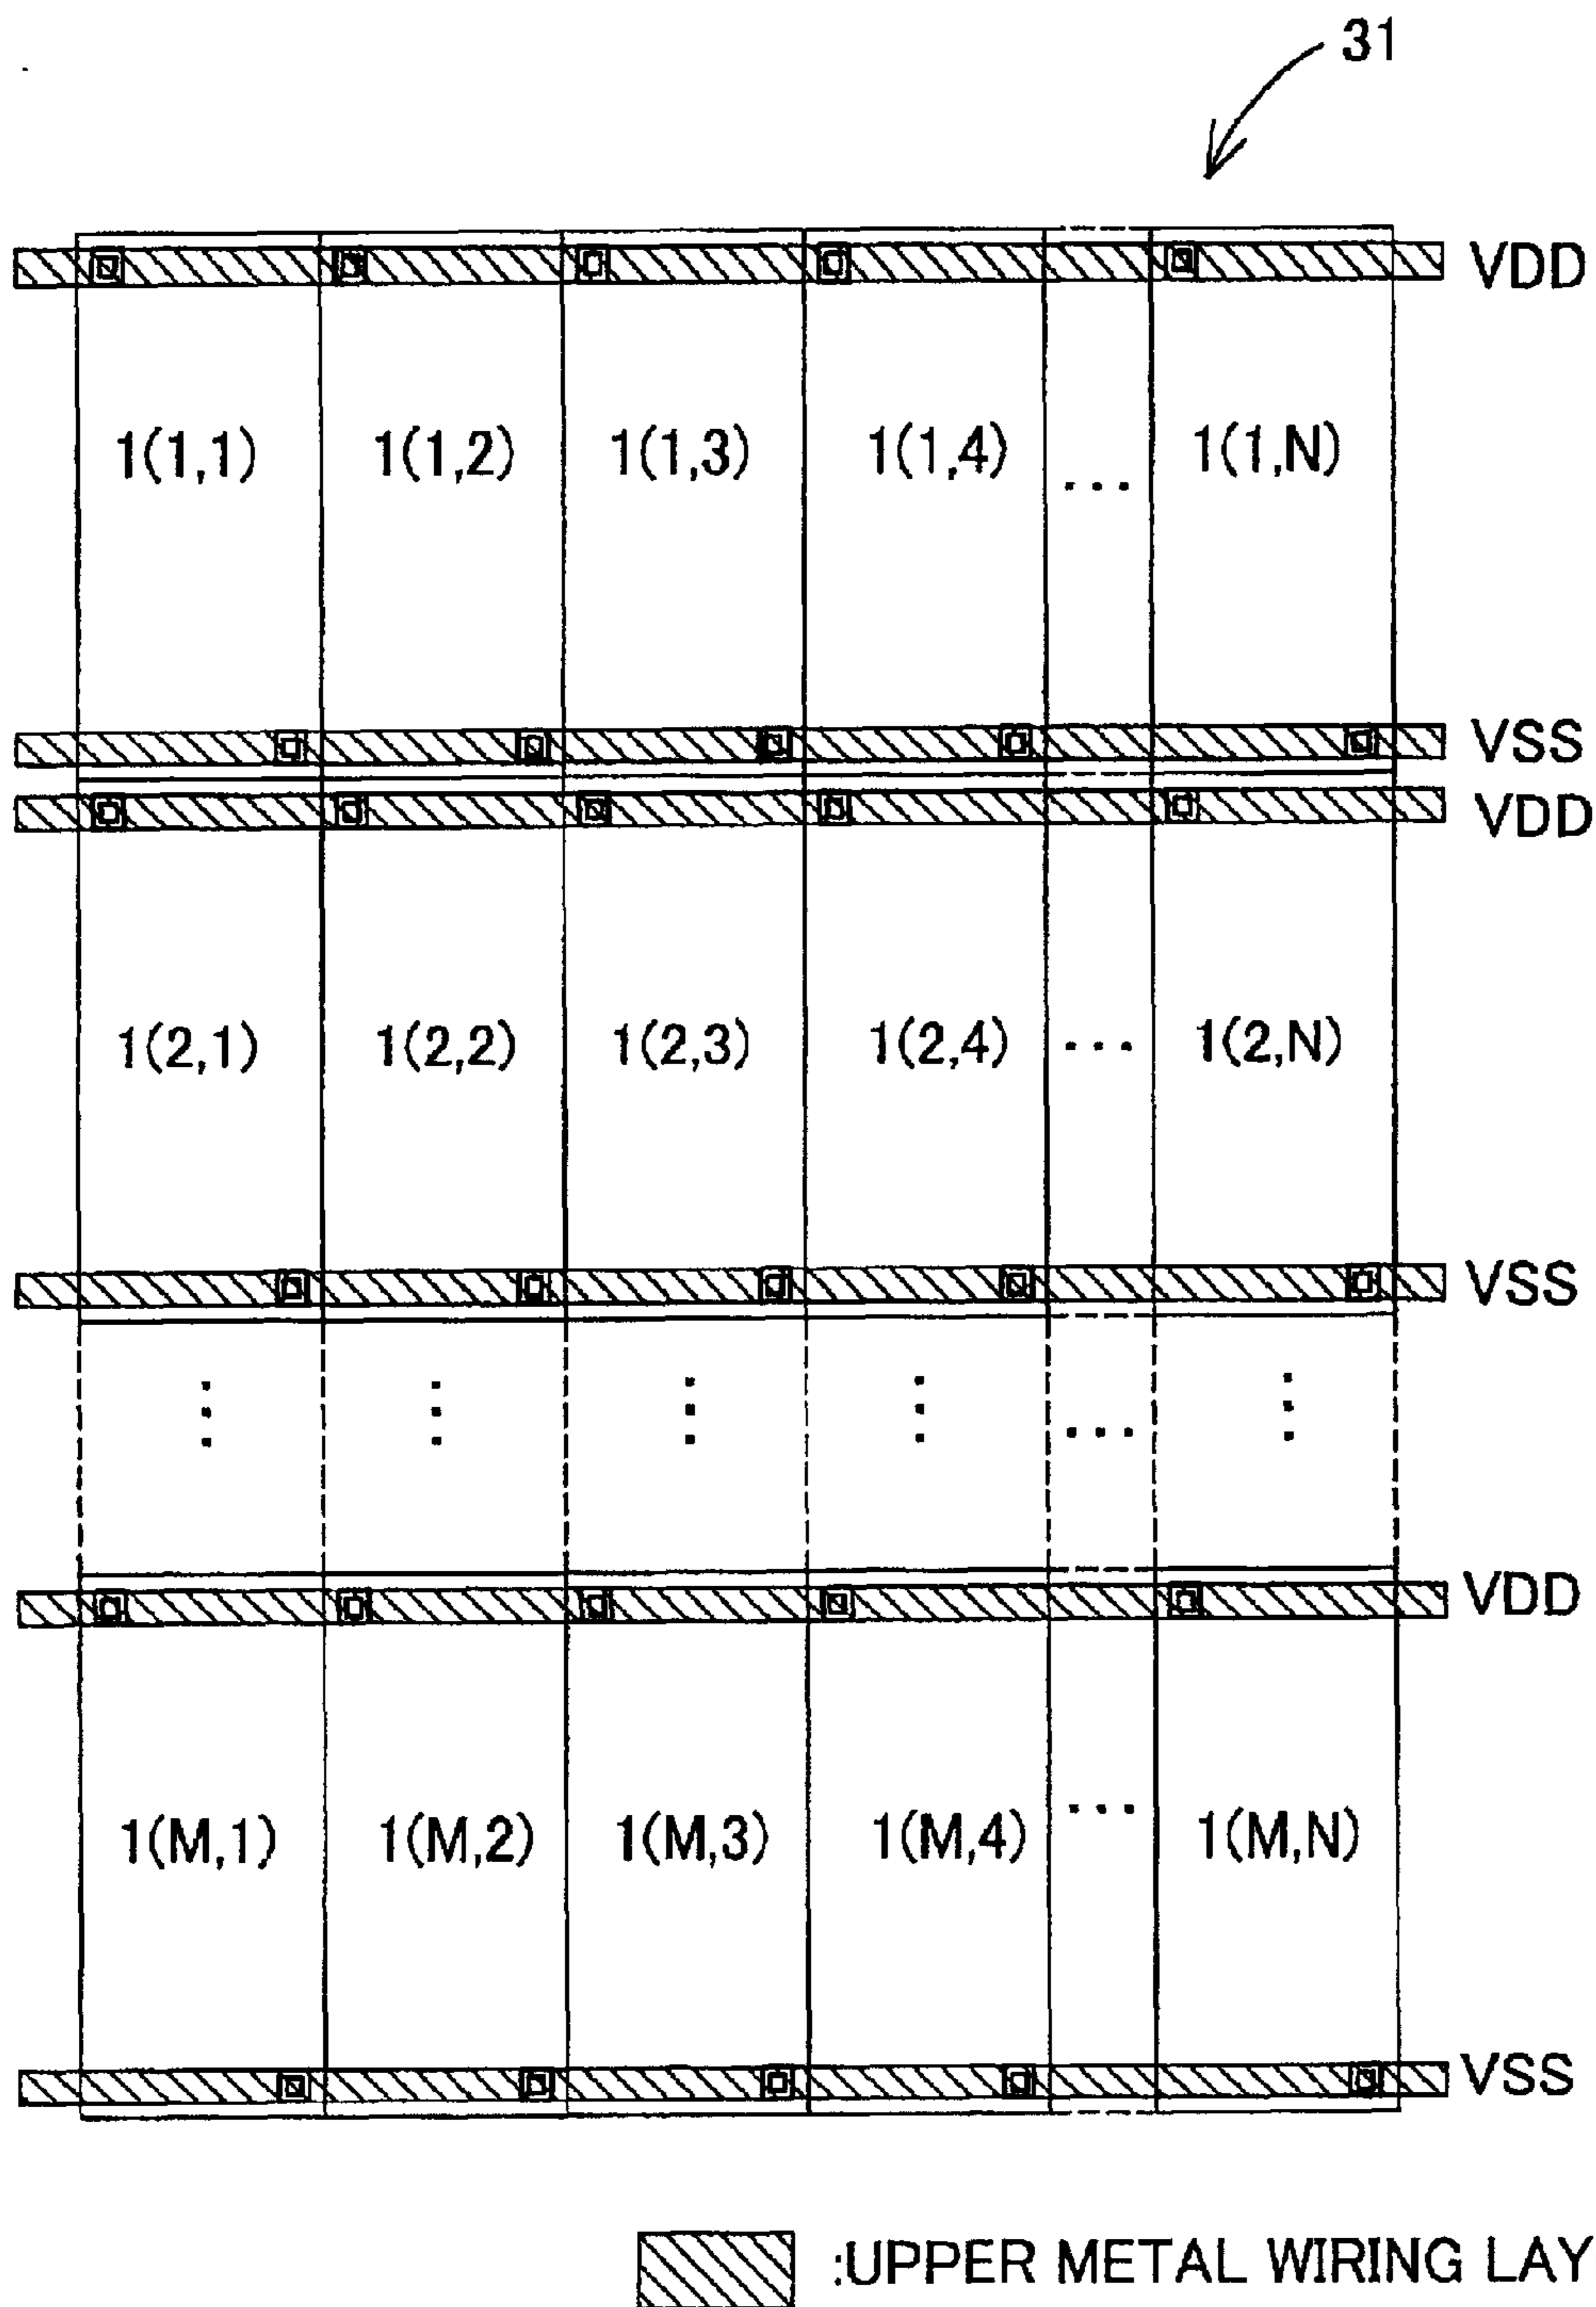 31
VDD
1(1,1) 1(1,2) 1(1,3) 1(1,4) ... 1(1,N)
VSS
VDD
1(2,1) 1(2,2) 1(2,3) 1(2,4) ... 1(2,N)
VSS
⋮ ⋮ ⋮ ⋮ ... ⋮
VDD
1(M,1) 1(M,2) 1(M,3) 1(M,4) ... 1(M,N)
VSS
:UPPER METAL WIRING LAY